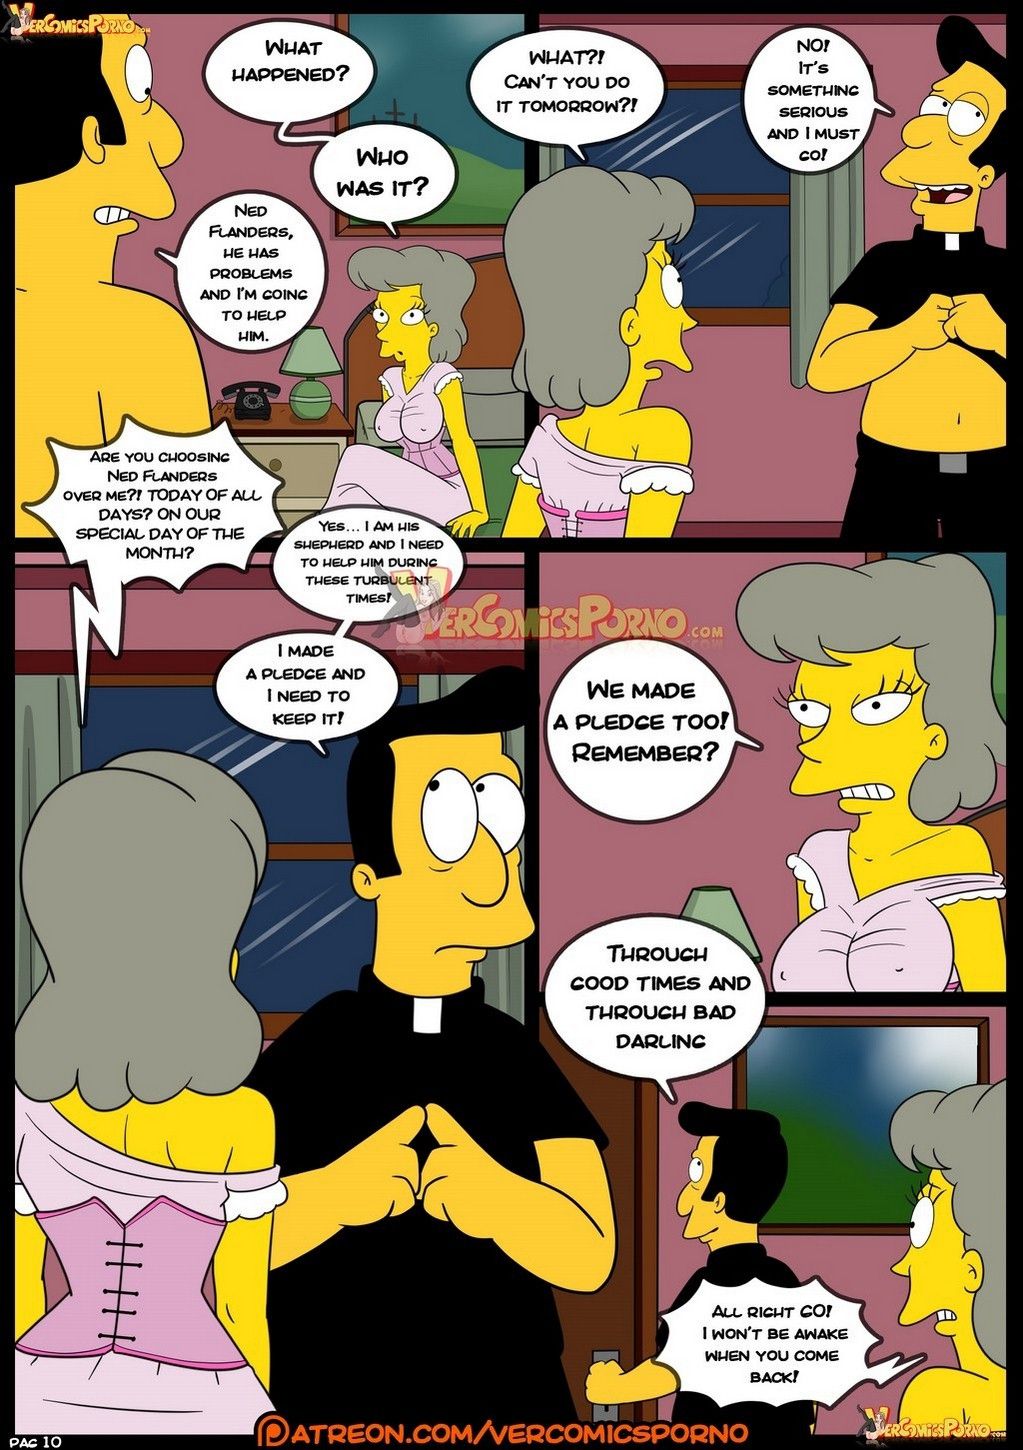 VerComicsPorno.com
What
happened?
Who
was it?
Ned
Flanders,
he has
problems
and I'm going
to help
him.
WHAT?!
Can't you do
it tomorrow?!
NO!
It's
something
serious
and I must
go!
Are you choosing
Ned Flanders
over me?! TODAY OF ALL
DAYS? ON OUR
SPECIAL DAY OF THE
MONTH?
Yes... I am his
shepherd and I need
to help him during
these turbulent
times!
I made
a pledge and
I need to
keep it!
VerComicsPorno.com
We made
a pledge too!
Remember?
Through
good times and
through bad
darling
All right GO!
I won't be awake
when you come
back!
PAG 10
Patreon.com/vercomicsporno
VerComicsPorno.com